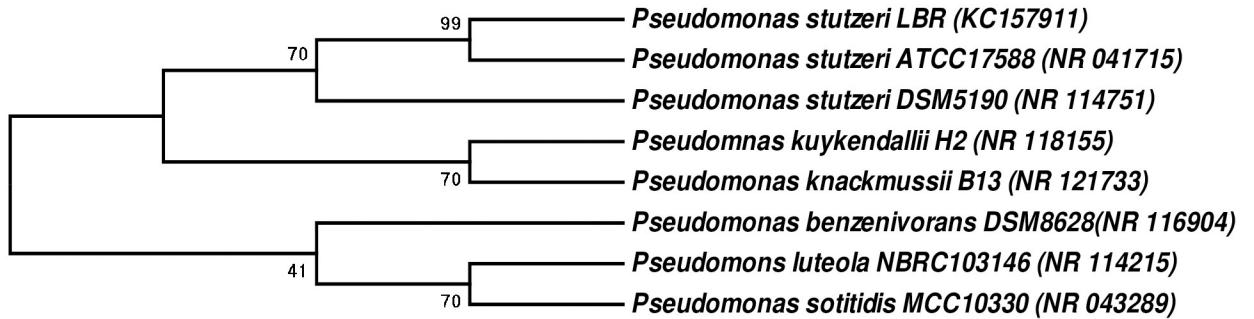 99
Pseudomonas stutzeri LBR (KC157911)
70
Pseudomonas stutzeri ATCC17588 (NR 041715)
Pseudomonas stutzeri DSM5190 (NR 114751)
Pseudomnas kuykendallii H2 (NR 118155)
70
Pseudomonas knackmussii B13 (NR 121733)
Pseudomonas benzenivorans DSM8628(NR 116904)
41
Pseudomons luteola NBRC103146 (NR 114215)
70
Pseudomonas sotitidis MCC10330 (NR 043289)